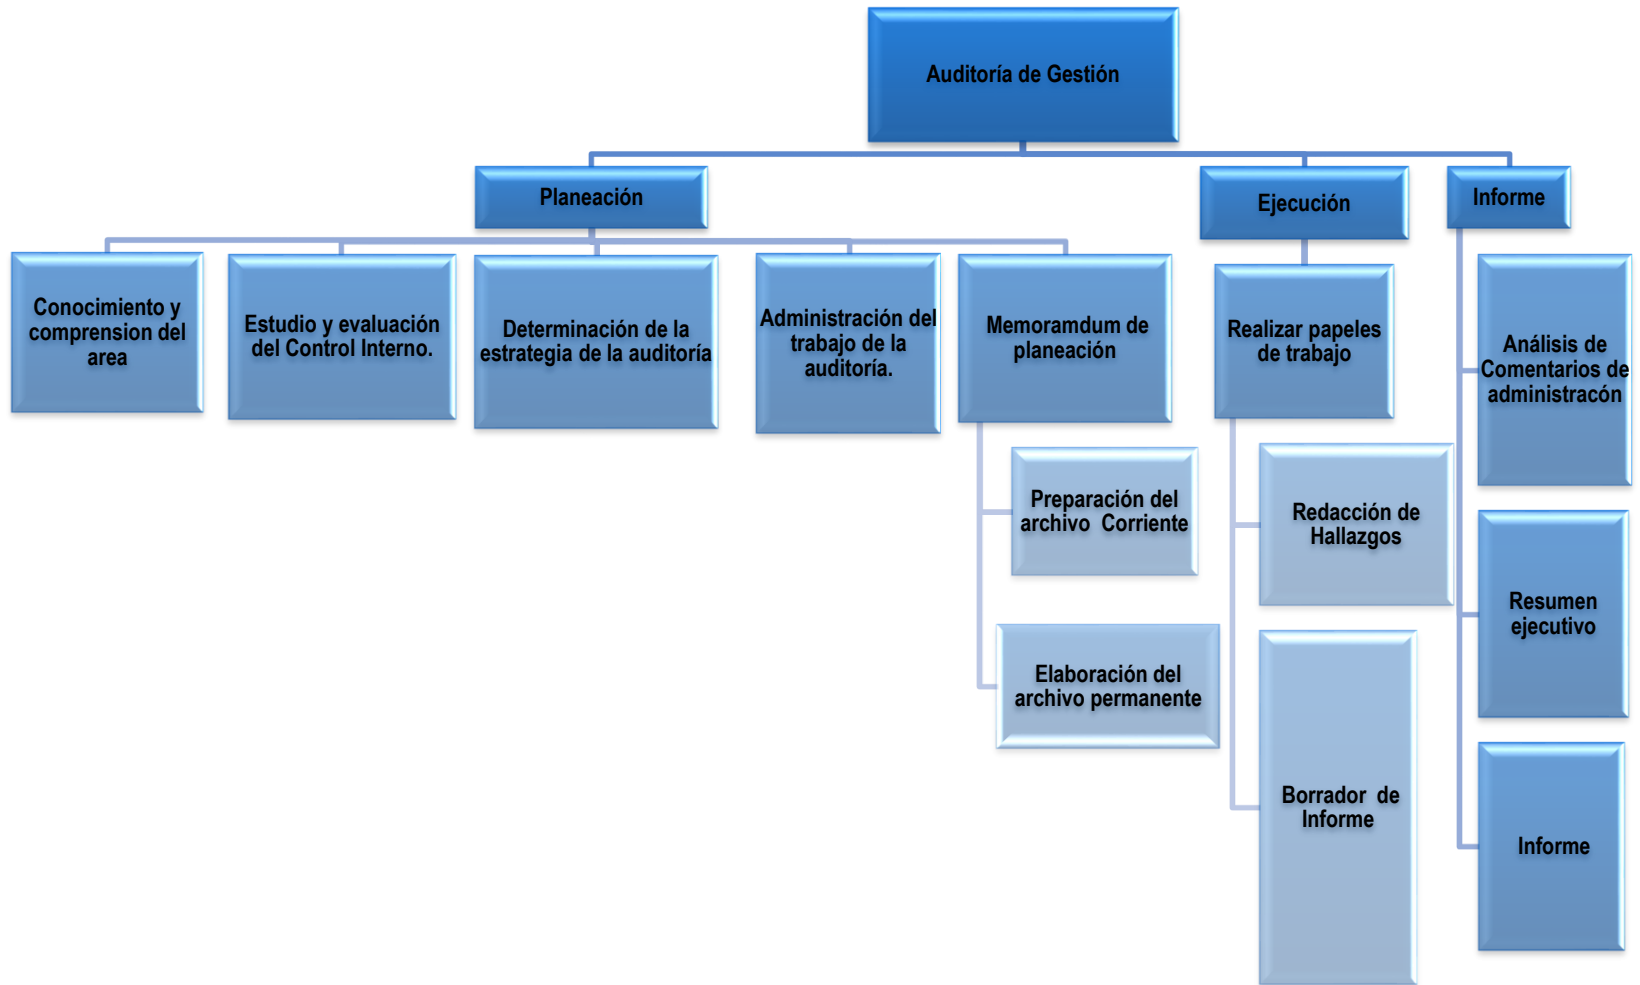 Auditoría de Gestión
Planeación
Ejecución
Informe
Conocimiento y
comprension del
area
Estudio y evaluación
del Control Interno.
Determinación de la
estrategia de la auditoría
Administración del
trabajo de la
auditoría.
Memoramdum de
planeación
Realizar papeles
de trabajo
Análisis de
Comentarios de
administracón
Preparación del
archivo  Corriente
Redacción de
Hallazgos
Resumen
ejecutivo
Elaboración del
archivo permanente
Borrador  de
Informe
Informe